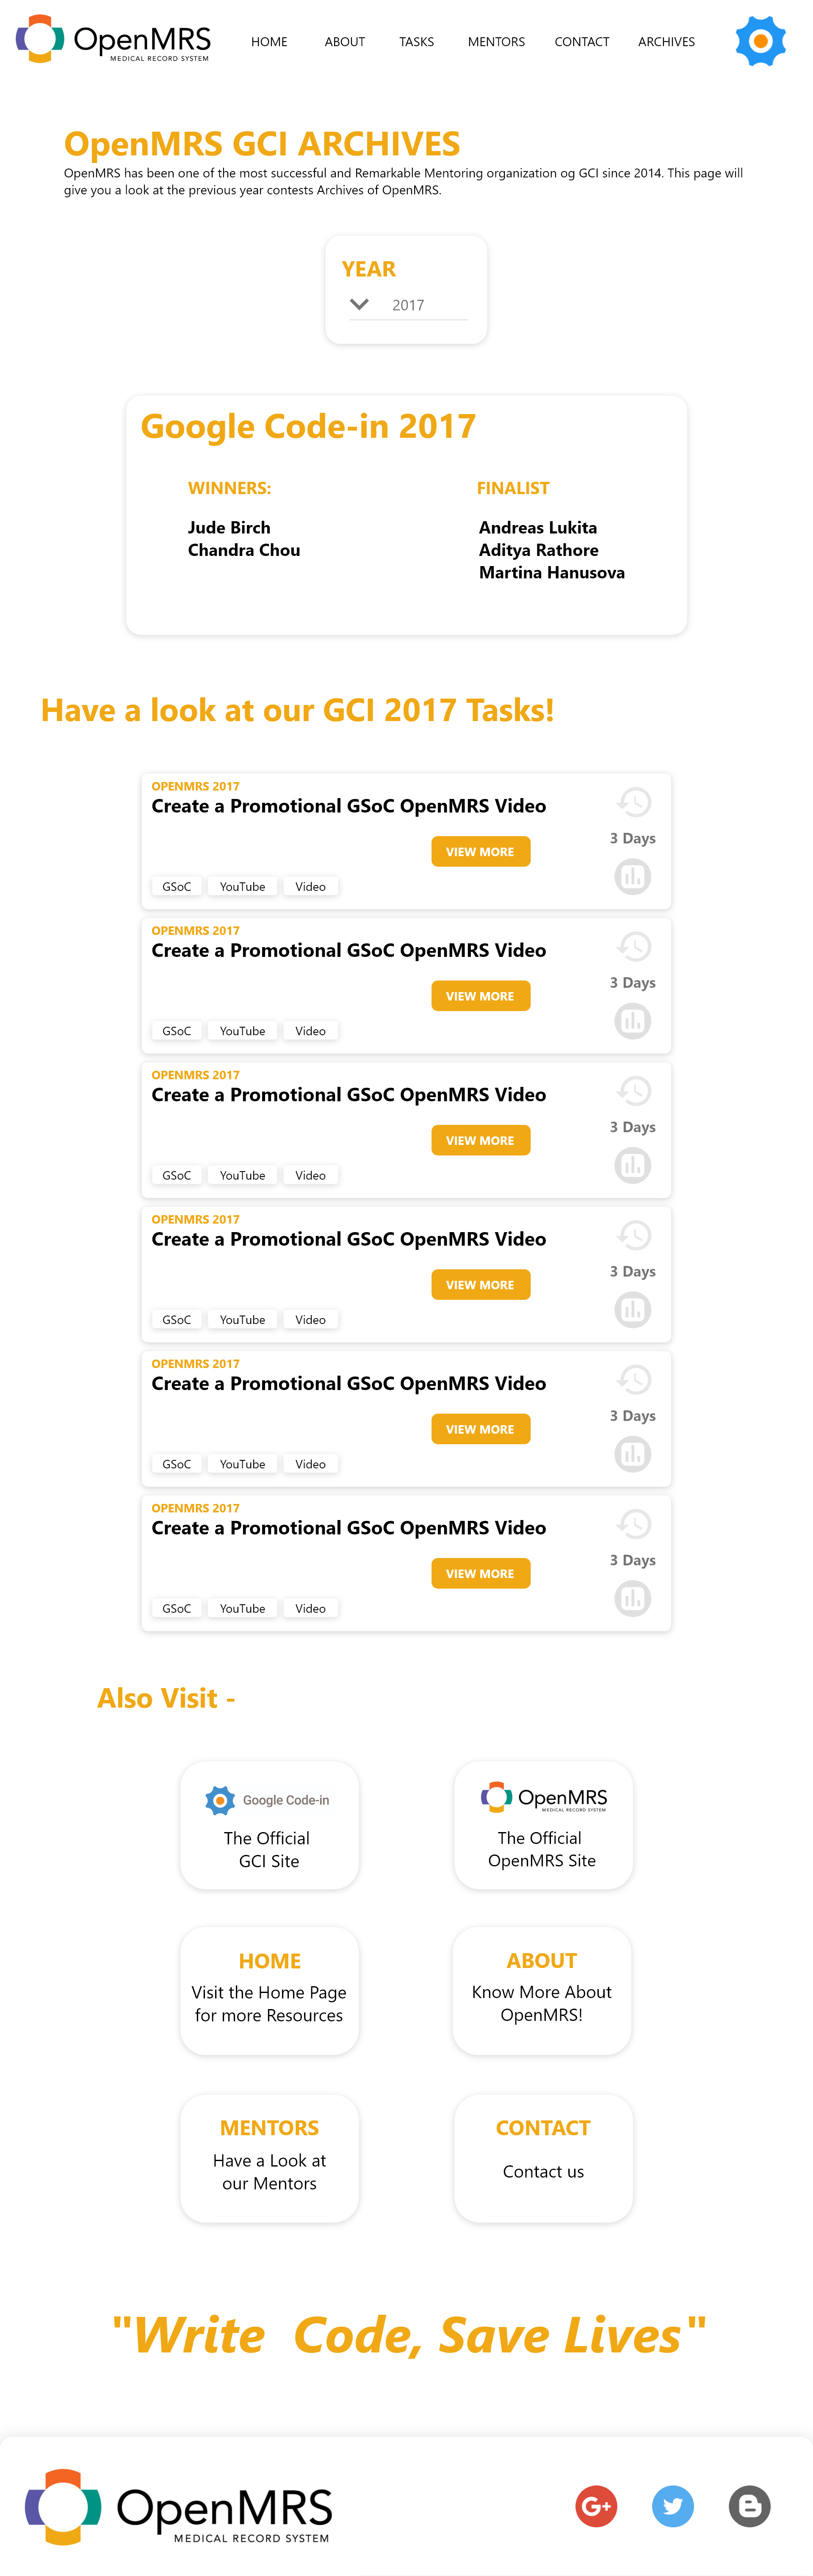 OpenMRS
MEDICAL RECORD SYSTEM
HOME ABOUT TASKS MENTORS CONTACT ARCHIVES
OpenMRS GCI ARCHIVES
OpenMRS has been one of the most successful and Remarkable Mentoring organization og GCI since 2014. This page will
give you a look at the previous year contests Archives of OpenMRS.
YEAR
2017
Google Code-in 2017
WINNERS:
Jude Birch
Chandra Chou
FINALIST
Andreas Lukita
Aditya Rathore
Martina Hanusova
Have a look at our GCI 2017 Tasks!
OPENMRS 2017
Create a Promotional GSoC OpenMRS Video
3 Days
VIEW MORE
GSoC YouTube Video
OPENMRS 2017
Create a Promotional GSoC OpenMRS Video
3 Days
VIEW MORE
GSoC YouTube Video
OPENMRS 2017
Create a Promotional GSoC OpenMRS Video
3 Days
VIEW MORE
GSoC YouTube Video
OPENMRS 2017
Create a Promotional GSoC OpenMRS Video
3 Days
VIEW MORE
GSoC YouTube Video
OPENMRS 2017
Create a Promotional GSoC OpenMRS Video
3 Days
VIEW MORE
GSoC YouTube Video
OPENMRS 2017
Create a Promotional GSoC OpenMRS Video
3 Days
VIEW MORE
GSoC YouTube Video
Also Visit -
Google Code-in
The Official
GCI Site
OpenMRS
MEDICAL RECORD SYSTEM
The Official
OpenMRS Site
HOME
Visit the Home Page
for more Resources
ABOUT
Know More About
OpenMRS!
MENTORS
Have a Look at
our Mentors
CONTACT
Contact us
"Write Code, Save Lives"
OpenMRS
MEDICAL RECORD SYSTEM
G+